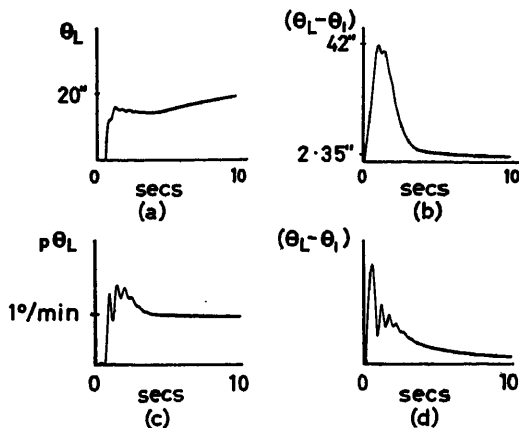 θL
20"
0
secs
10
(a)
(θL-θI)
42"
2·35"
0
secs
10
(b)
pθL
1°/min
0
secs
10
(c)
(θL-θI)
0
secs
10
(d)